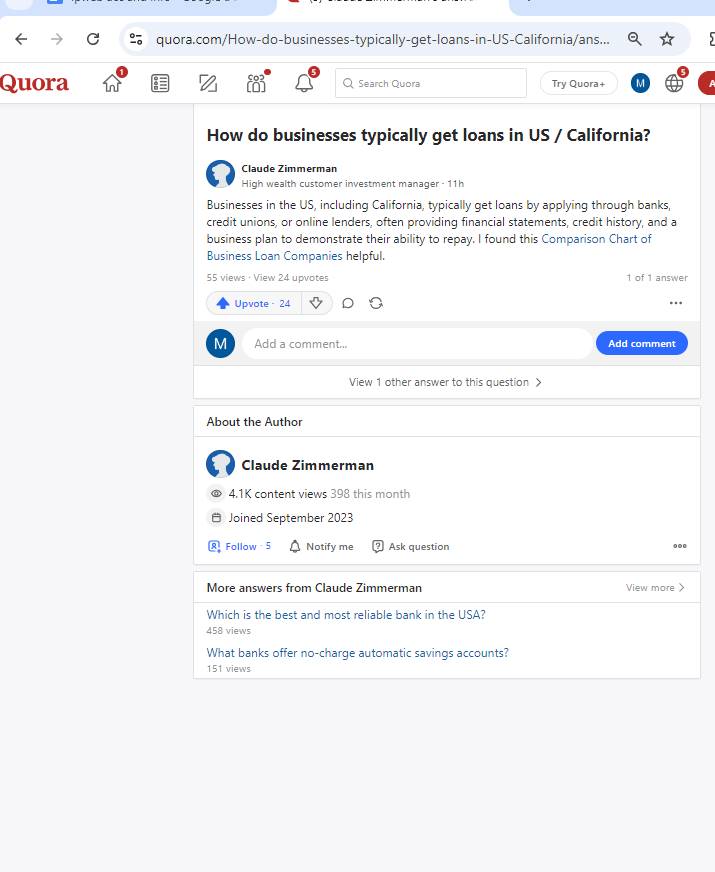 quora.com/How-do-businesses-typically-get-loans-in-US-California/ans...
Quora
1
5
Search Quora
Try Quora+
M
5
A
How do businesses typically get loans in US / California?
Claude Zimmerman
High wealth customer investment manager · 11h
Businesses in the US, including California, typically get loans by applying through banks,
credit unions, or online lenders, often providing financial statements, credit history, and a
business plan to demonstrate their ability to repay. I found this Comparison Chart of
Business Loan Companies helpful.
55 views · View 24 upvotes
1 of 1 answer
Upvote · 24
M
Add a comment...
Add comment
View 1 other answer to this question
About the Author
Claude Zimmerman
4.1K content views 398 this month
Joined September 2023
Follow · 5
Notify me
Ask question
More answers from Claude Zimmerman
View more
Which is the best and most reliable bank in the USA?
458 views
What banks offer no-charge automatic savings accounts?
151 views